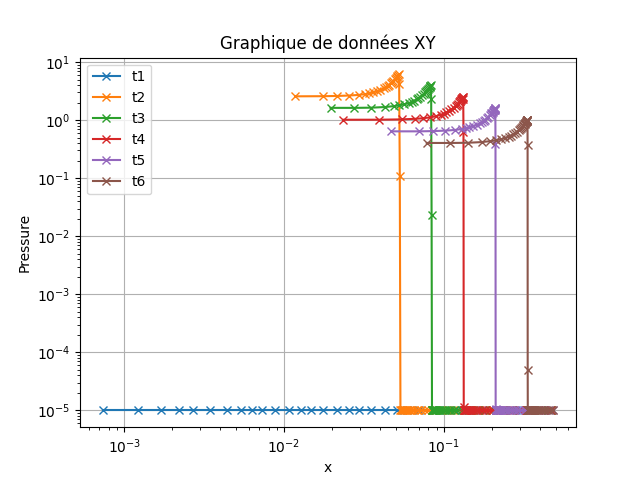 Graphique de données XY
Pressure
10¹
10⁰
10⁻¹
10⁻²
10⁻³
10⁻⁴
10⁻⁵
t1
t2
t3
t4
t5
t6
10⁻³
10⁻²
10⁻¹
x